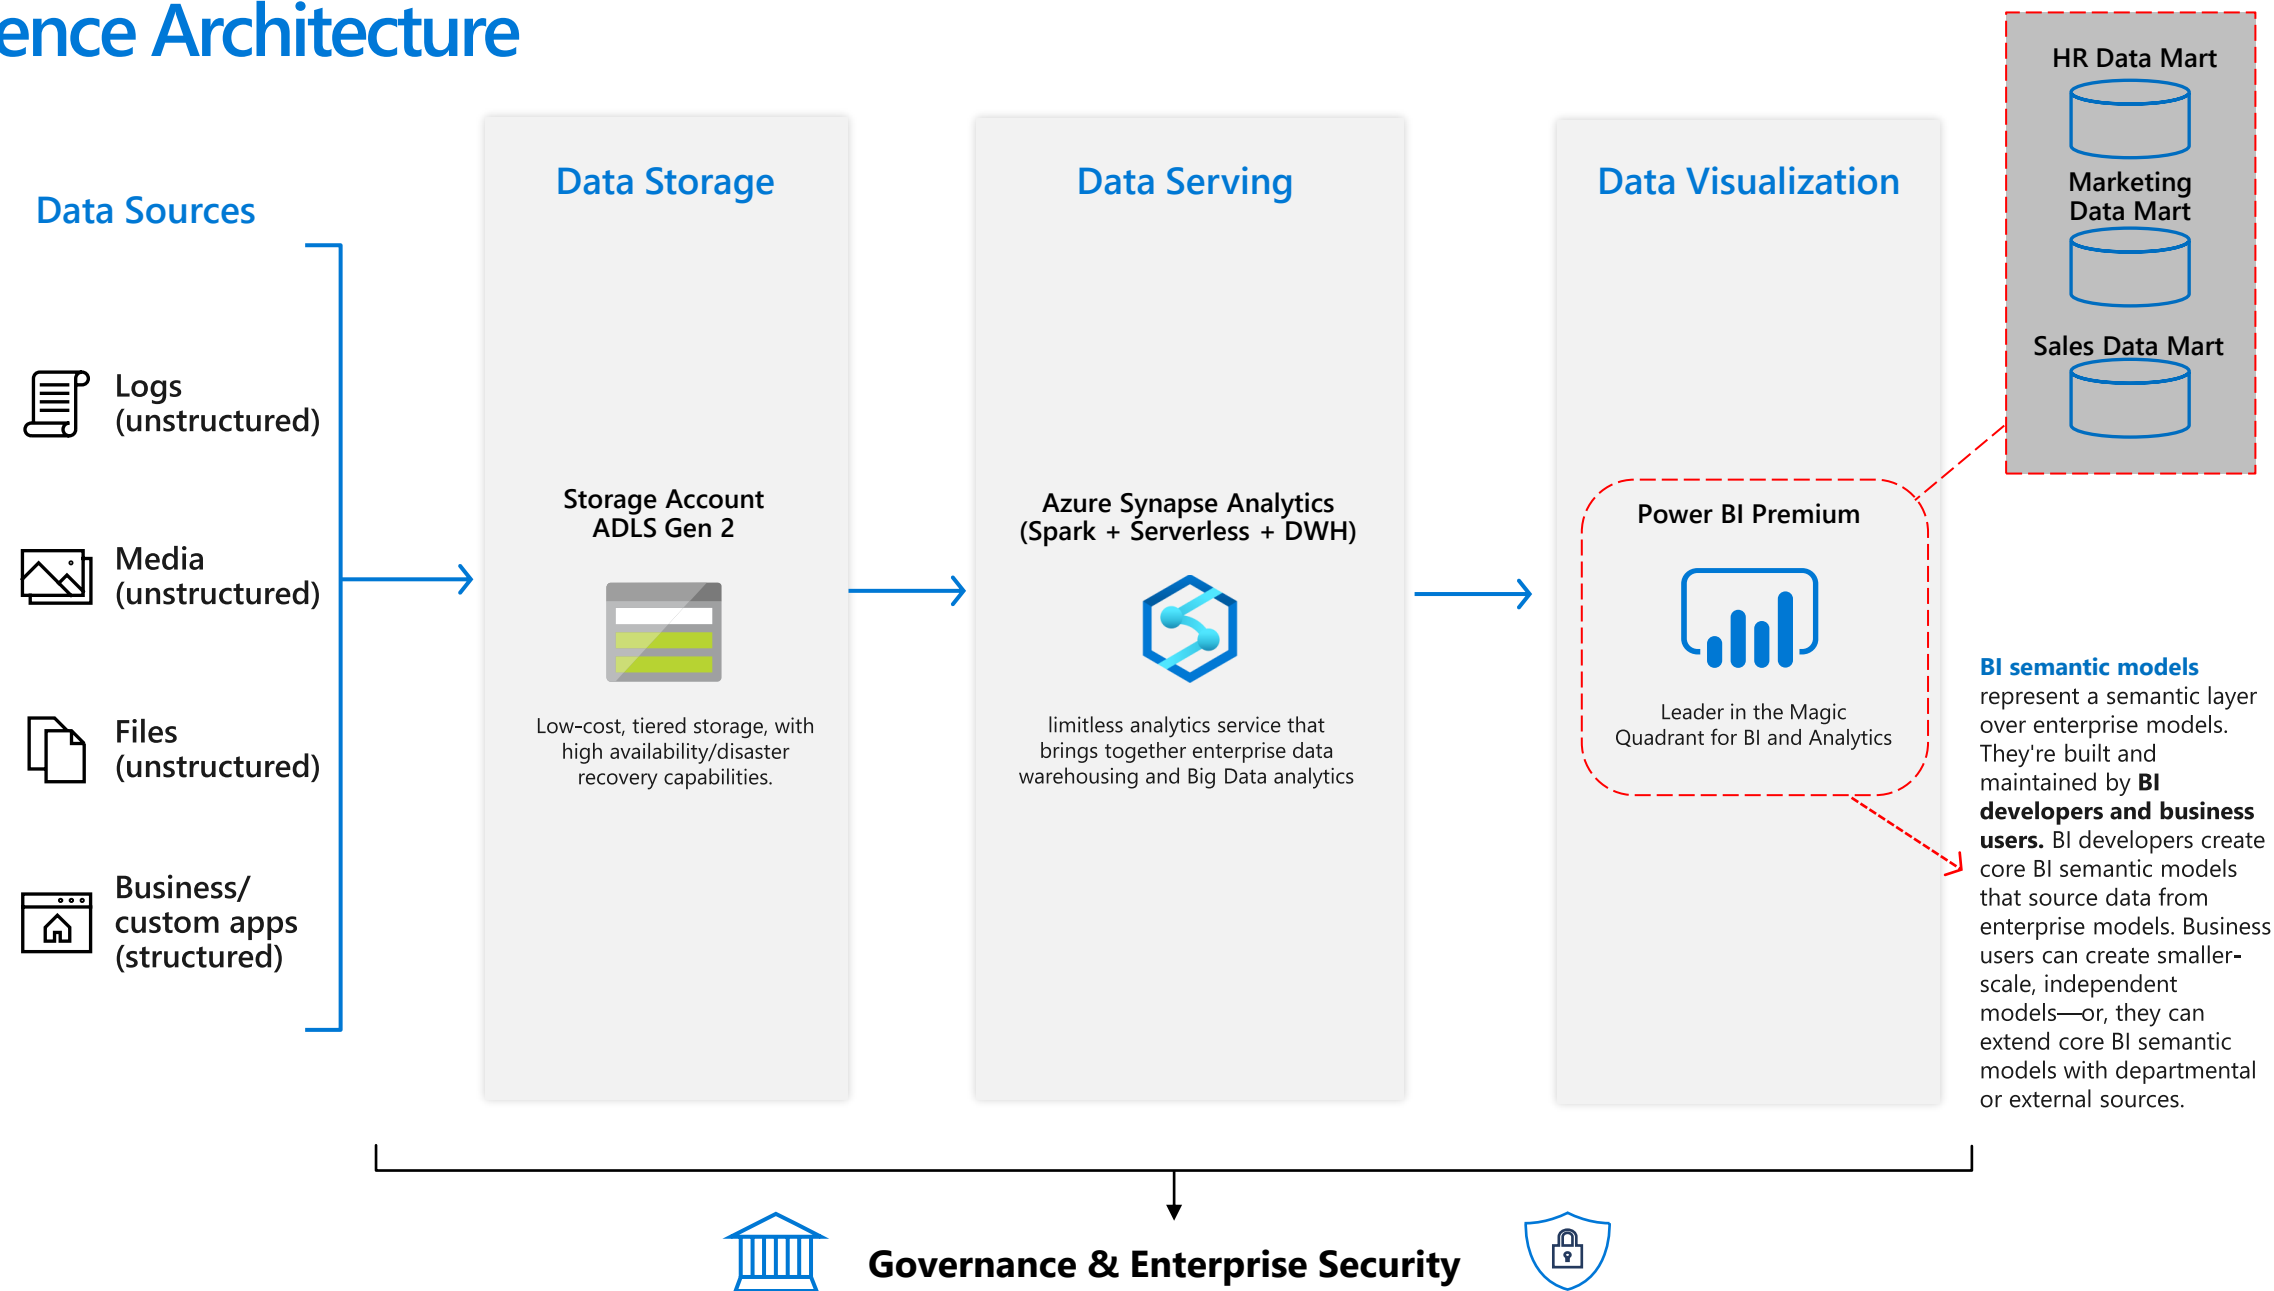 ence Architecture
Data Sources
Logs
(unstructured)
Media
(unstructured)
Files
(unstructured)
Business/
custom apps
(structured)
Data Storage
Storage Account
ADLS Gen 2
Low-cost, tiered storage, with
high availability/disaster
recovery capabilities.
Data Serving
Azure Synapse Analytics
(Spark + Serverless + DWH)
limitless analytics service that
brings together enterprise data
warehousing and Big Data analytics
Data Visualization
Power BI Premium
Leader in the Magic
Quadrant for BI and Analytics
HR Data Mart
Marketing
Data Mart
Sales Data Mart
BI semantic models
represent a semantic layer
over enterprise models.
They're built and
maintained by BI
developers and business
users. BI developers create
core BI semantic models
that source data from
enterprise models. Business
users can create smaller-
scale, independent
models—or, they can
extend core BI semantic
models with departmental
or external sources.
Governance & Enterprise Security